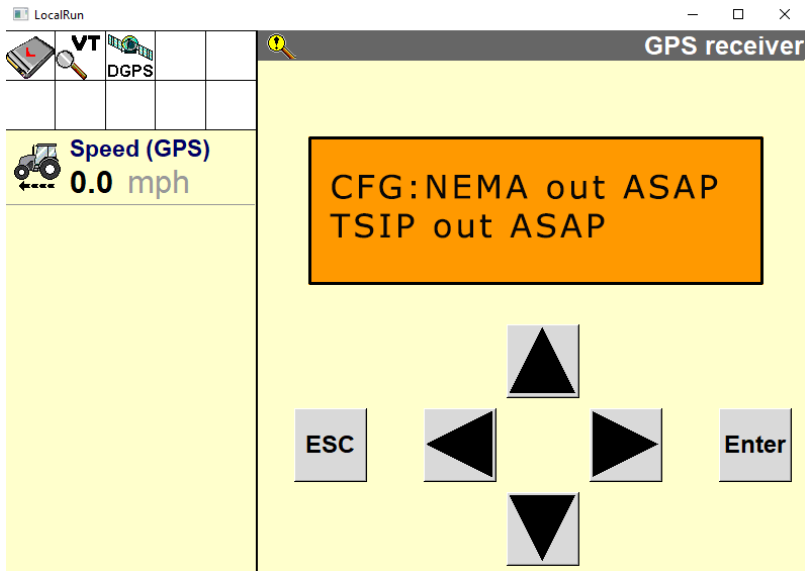 LocalRun
VT
DGPS
GPS receiver
Speed (GPS)
0.0 mph
CFG:NEMA out ASAP
TSIP out ASAP
ESC
Enter